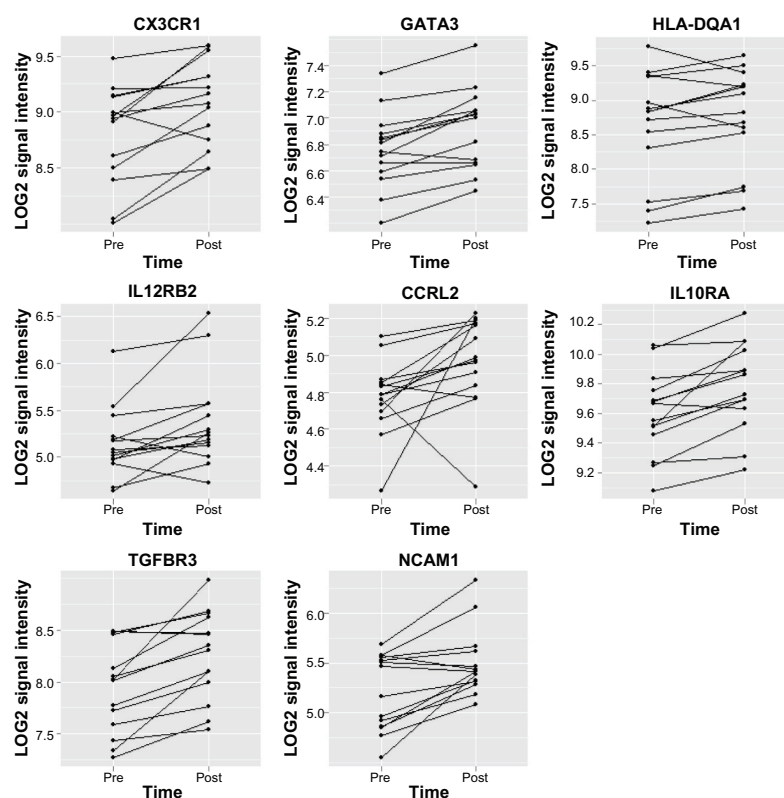 CX3CR1
LOG2 signal intensity
9.5
9.0
8.5
Pre
Post
Time
GATA3
LOG2 signal intensity
7.4
7.2
7.0
6.8
6.6
6.4
Pre
Post
Time
HLA-DQA1
LOG2 signal intensity
9.5
9.0
8.5
8.0
7.5
Pre
Post
Time
IL12RB2
LOG2 signal intensity
6.5
6.0
5.5
5.0
Pre
Post
Time
CCRL2
LOG2 signal intensity
5.2
5.0
4.8
4.6
4.4
Pre
Post
Time
IL10RA
LOG2 signal intensity
10.2
10.0
9.8
9.6
9.4
9.2
Pre
Post
Time
TGFBR3
LOG2 signal intensity
8.5
8.0
7.5
Pre
Post
Time
NCAM1
LOG2 signal intensity
6.0
5.5
5.0
Pre
Post
Time